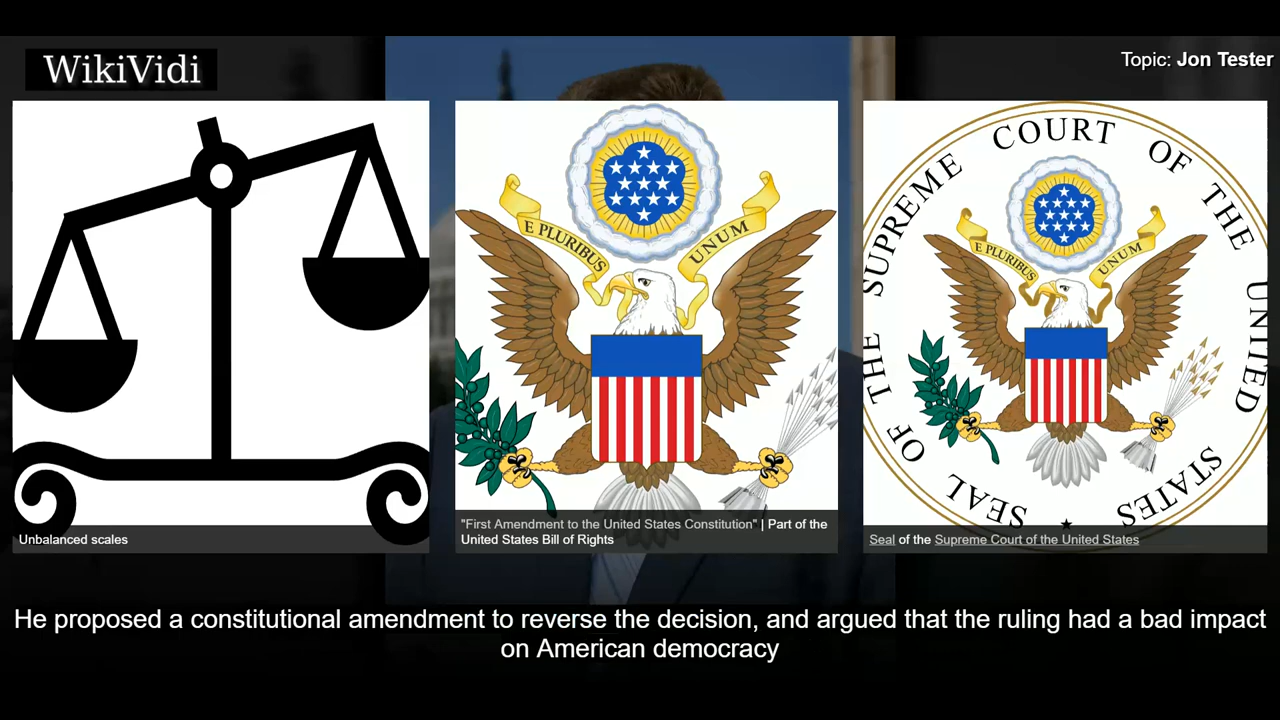 WikiVidi
Topic: Jon Tester
E PLURIBUS UNUM
SEAL OF THE SUPREME COURT OF THE UNITED STATES
E PLURIBUS UNUM
Unbalanced scales
"First Amendment to the United States Constitution" | Part of the
United States Bill of Rights
Seal of the Supreme Court of the United States
He proposed a constitutional amendment to reverse the decision, and argued that the ruling had a bad impact
on American democracy